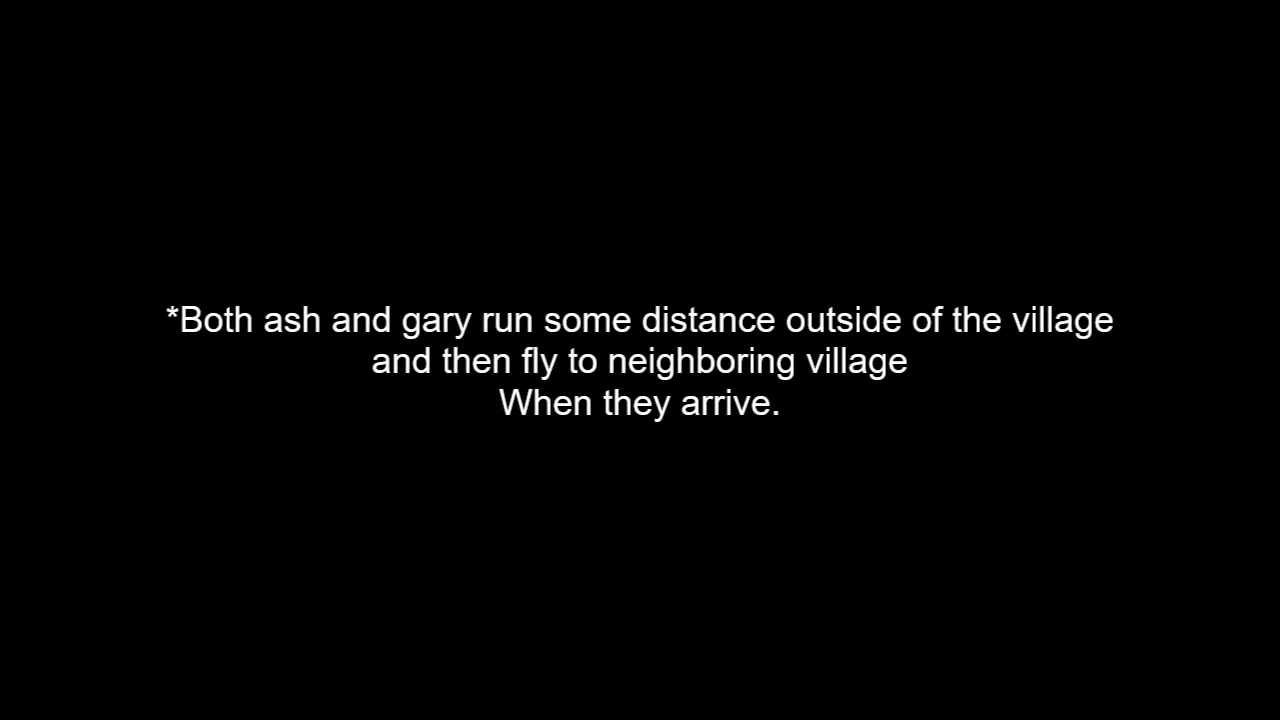 *Both ash and gary run some distance outside of the village
and then fly to neighboring village
When they arrive.